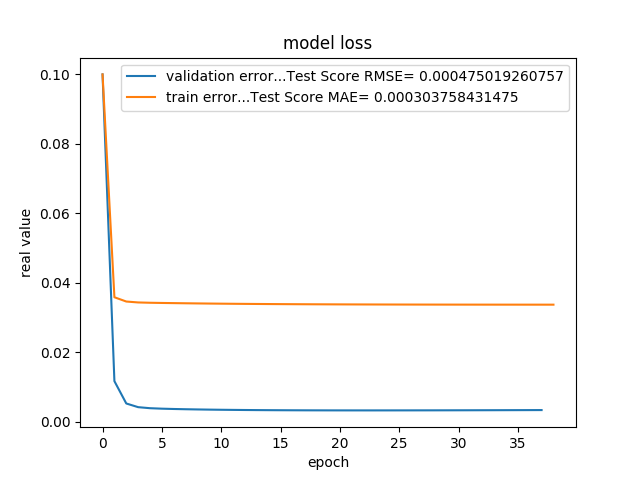 model loss
validation error...Test Score RMSE= 0.000475019260757
train error...Test Score MAE= 0.000303758431475
0.10
0.08
0.06
0.04
0.02
0.00
real value
0 5 10 15 20 25 30 35
epoch